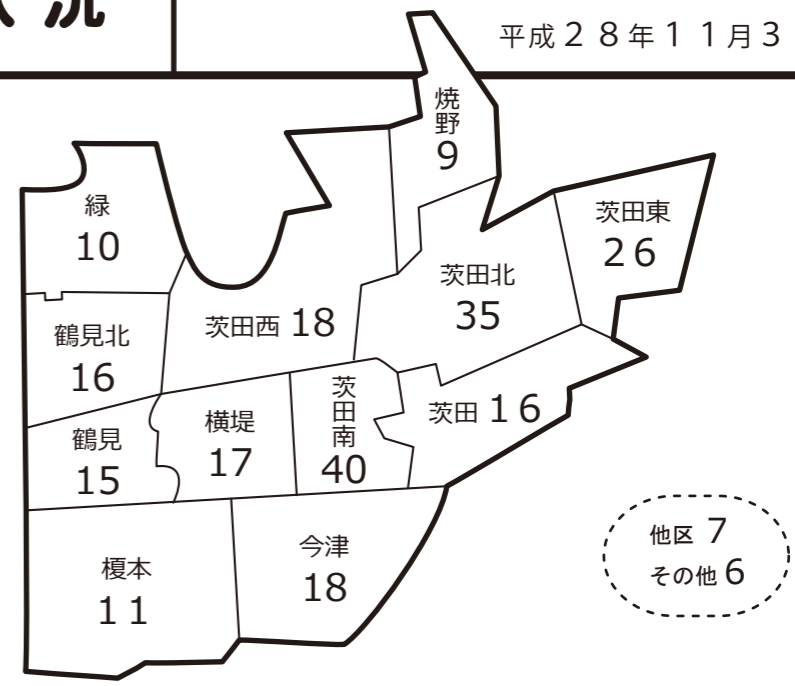 況
平成２８年１１月３
焼野
9
緑
10
茨田東
26
茨田北
35
茨田西 18
鶴見北
16
茨田南
40
茨田 16
横堤
17
鶴見
15
今津
18
榎本
11
他区 7
その他 6